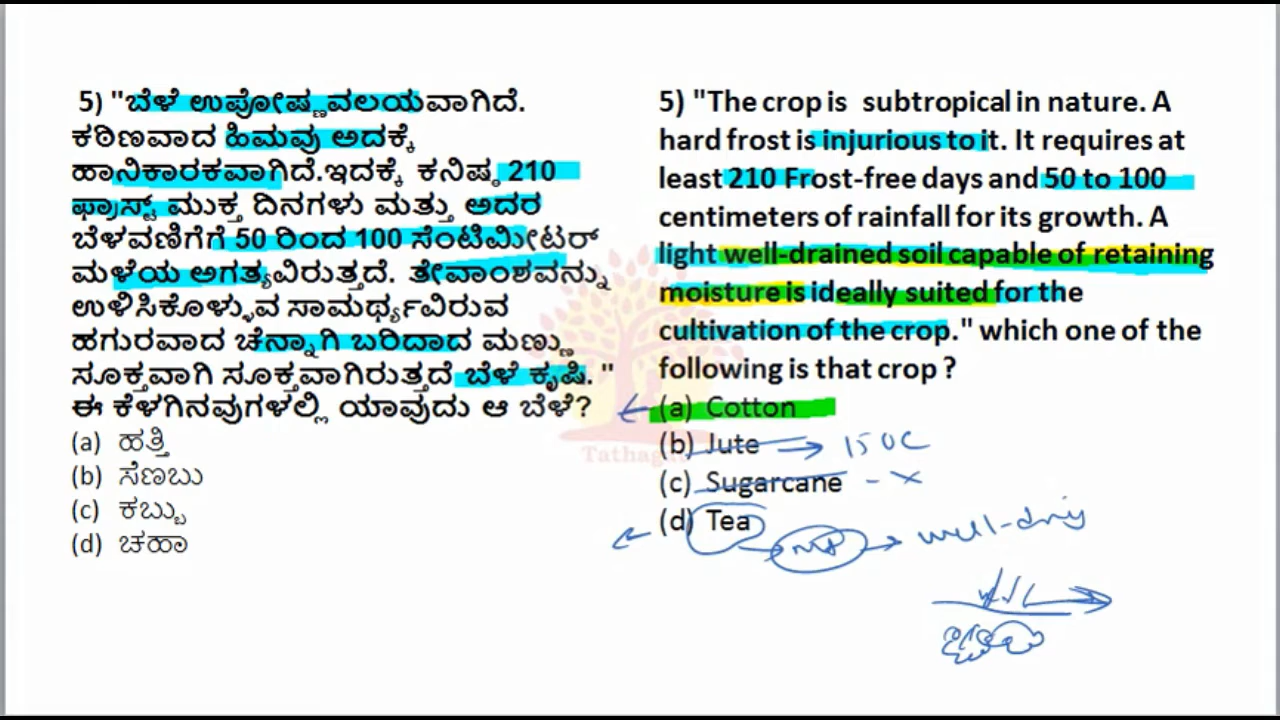 5) "ಬೆಳೆ ಉಪೋಷ್ಣವಲಯವಾಗಿದೆ.
ಕಠಿಣವಾದ ಹಿಮವು ಅದಕ್ಕೆ
ಹಾನಿಕಾರಕವಾಗಿದೆ.ಇದಕ್ಕೆ ಕನಿಷ್ಠ 210
ಫ್ರಾಸ್ಟ್ ಮುಕ್ತ ದಿನಗಳು ಮತ್ತು ಅದರ
ಬೆಳವಣಿಗೆಗೆ 50 ರಿಂದ 100 ಸೆಂಟಿಮೀಟರ್
ಮಳೆಯ ಅಗತ್ಯವಿರುತ್ತದೆ. ತೇವಾಂಶವನ್ನು
ಉಳಿಸಿಕೊಳ್ಳುವ ಸಾಮರ್ಥ್ಯವಿರುವ
ಹಗುರವಾದ ಚೆನ್ನಾಗಿ ಬರಿದಾದ ಮಣ್ಣು
ಸೂಕ್ತವಾಗಿ ಸೂಕ್ತವಾಗಿರುತ್ತದೆ ಬೆಳೆ ಕೃಷಿ. "
ಈ ಕೆಳಗಿನವುಗಳಲ್ಲಿ ಯಾವುದು ಆ ಬೆಳೆ?
(a) ಹತ್ತಿ
(b) ಸೆಣಬು
(c) ಕಬ್ಬು
(d) ಚಹಾ
5) "The crop is subtropical in nature. A
hard frost is injurious to it. It requires at
least 210 Frost-free days and 50 to 100
centimeters of rainfall for its growth. A
light well-drained soil capable of retaining
moisture is ideally suited for the
cultivation of the crop." which one of the
following is that crop ?
(a) Cotton
(b) Jute → 150C
(c) Sugarcane - x
(d) Tea